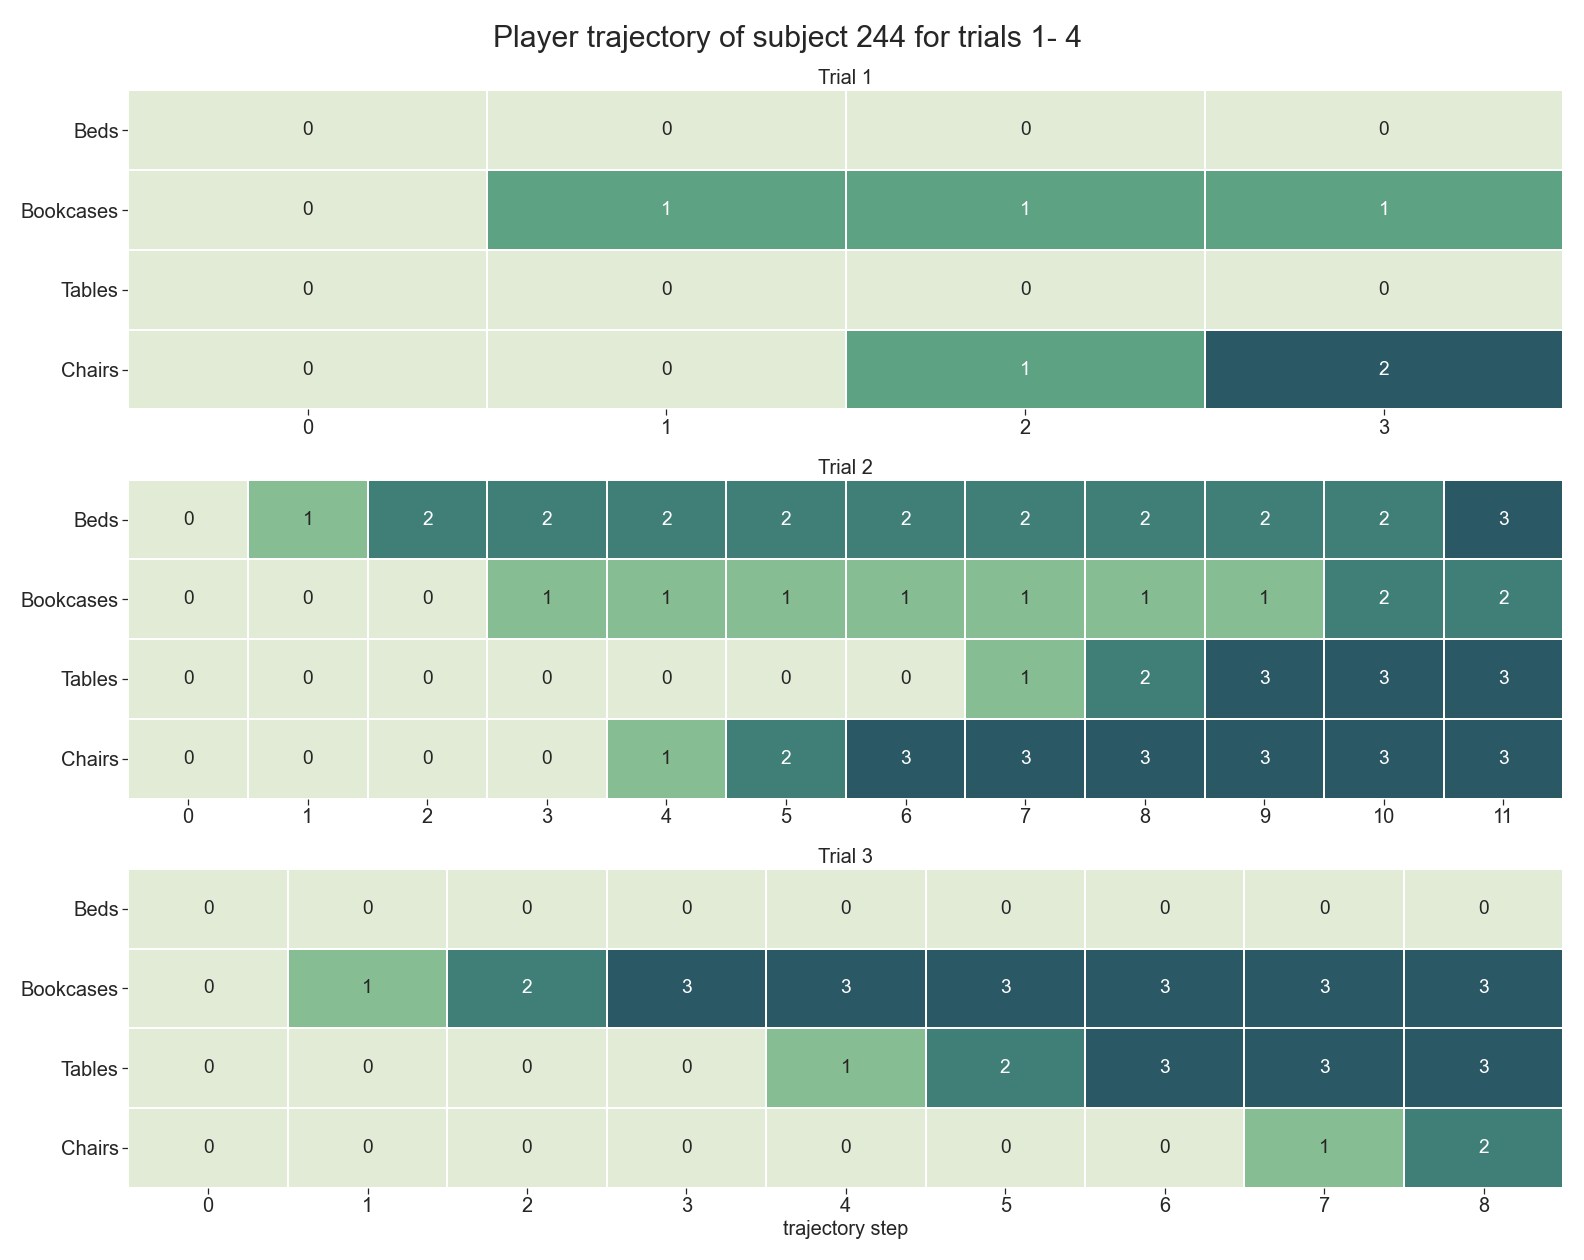 Player trajectory of subject 244 for trials 1- 4
Trial 1
Beds 0 0 0 0
Bookcases 0 1 1 1
Tables 0 0 0 0
Chairs 0 0 1 2
0 1 2 3
Trial 2
Beds 0 1 2 2 2 2 2 2 2 2 2 3
Bookcases 0 0 0 1 1 1 1 1 1 1 2 2
Tables 0 0 0 0 0 0 0 1 2 3 3 3
Chairs 0 0 0 0 1 2 3 3 3 3 3 3
0 1 2 3 4 5 6 7 8 9 10 11
Trial 3
Beds 0 0 0 0 0 0 0 0 0
Bookcases 0 1 2 3 3 3 3 3 3
Tables 0 0 0 0 1 2 3 3 3
Chairs 0 0 0 0 0 0 0 1 2
0 1 2 3 4 5 6 7 8
trajectory step